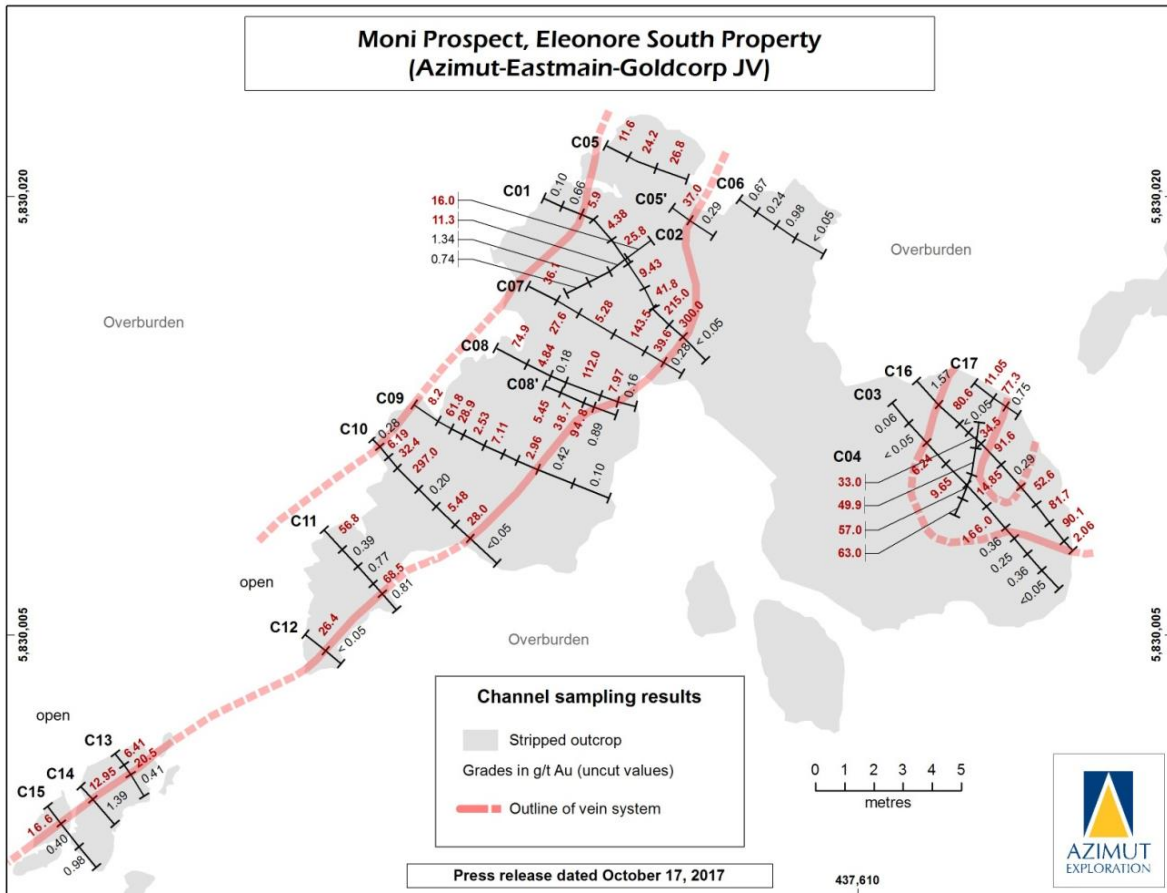 Moni Prospect, Eleonore South Property
(Azimut-Eastmain-Goldcorp JV)
5,830,020
5,830,020
C05
11.6
24.2
26.8
C01
0.10
0.66
5.9
4.38
25.8
9.43
41.8
215.0
300.0
< 0.05
C05'
37.0
0.29
C06
0.67
0.24
0.98
< 0.05
C02
16.0
11.3
1.34
0.74
Overburden
Overburden
C07
36.1
27.6
5.28
143.5
39.6
0.28
C08
74.9
4.84
0.18
112.0
7.97
0.16
C08'
5.45
31.7
94.8
0.89
C09
8.2
61.8
28.9
2.53
7.11
2.96
0.42
0.10
C10
0.28
6.19
32.4
297.0
0.20
5.48
28.0
<0.05
C11
56.8
0.39
0.77
68.5
0.81
open
C12
26.4
< 0.05
Overburden
C16
1.57
80.6
< 0.05
34.5
91.6
0.29
52.6
81.7
90.1
2.06
C17
11.05
77.3
0.75
C03
0.06
< 0.05
6.24
9.65
14.85
166.0
0.36
0.25
0.36
<0.05
C04
33.0
49.9
57.0
63.0
5,830,005
5,830,005
open
C13
6.41
20.5
0.41
C14
12.95
1.39
C15
16.6
0.40
0.98
Channel sampling results
Stripped outcrop
Grades in g/t Au (uncut values)
Outline of vein system
0 1 2 3 4 5
metres
AZIMUT
EXPLORATION
Press release dated October 17, 2017
437,610